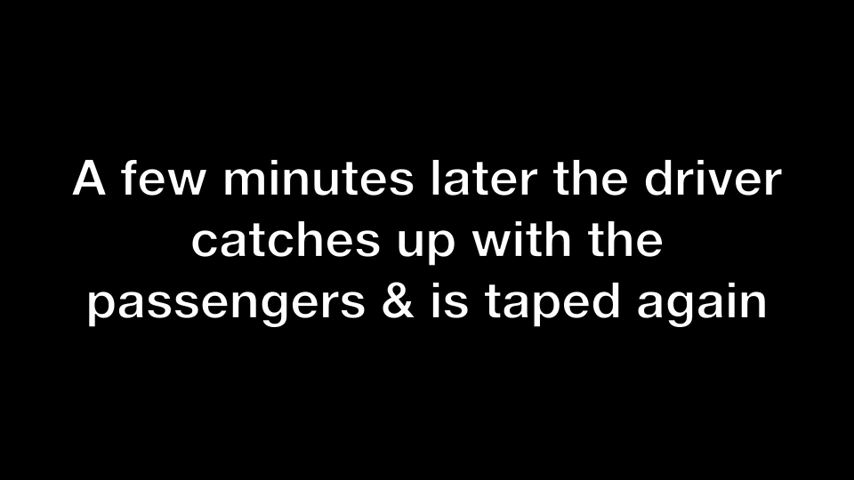 A few minutes later the driver
catches up with the
passengers & is taped again